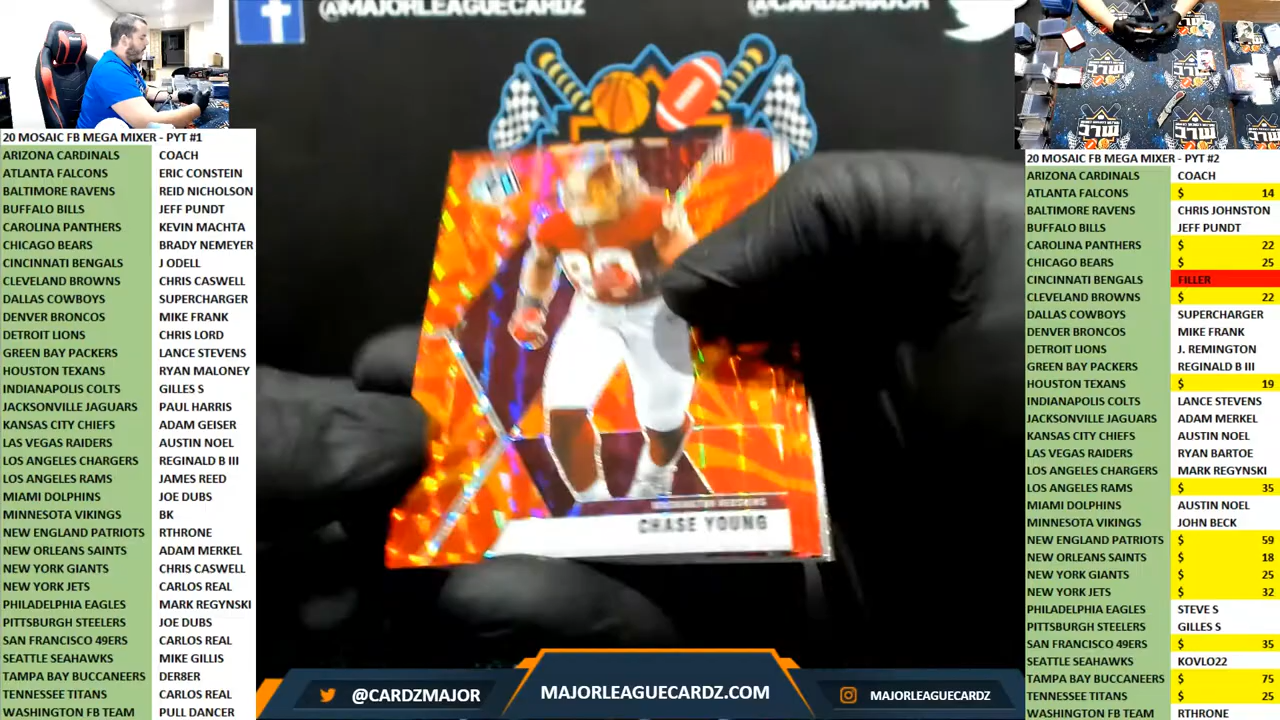 @MAJORLEAGUECARDZ
@CARDZMAJOR
20 MOSAIC FB MEGA MIXER - PYT #1
ARIZONA CARDINALS COACH
ATLANTA FALCONS ERIC CONSTEIN
BALTIMORE RAVENS REID NICHOLSON
BUFFALO BILLS JEFF PUNDT
CAROLINA PANTHERS KEVIN MACHTA
CHICAGO BEARS BRADY NEMEYER
CINCINNATI BENGALS J ODELL
CLEVELAND BROWNS CHRIS CASWELL
DALLAS COWBOYS SUPERCHARGER
DENVER BRONCOS MIKE FRANK
DETROIT LIONS CHRIS LORD
GREEN BAY PACKERS LANCE STEVENS
HOUSTON TEXANS RYAN MALONEY
INDIANAPOLIS COLTS GILLES S
JACKSONVILLE JAGUARS PAUL HARRIS
KANSAS CITY CHIEFS ADAM GEISER
LAS VEGAS RAIDERS AUSTIN NOEL
LOS ANGELES CHARGERS REGINALD B III
LOS ANGELES RAMS JAMES REED
MIAMI DOLPHINS JOE DUBS
MINNESOTA VIKINGS BK
NEW ENGLAND PATRIOTS RTHRONE
NEW ORLEANS SAINTS ADAM MERKEL
NEW YORK GIANTS CHRIS CASWELL
NEW YORK JETS CARLOS REAL
PHILADELPHIA EAGLES MARK REGYNSKI
PITTSBURGH STEELERS JOE DUBS
SAN FRANCISCO 49ERS CARLOS REAL
SEATTLE SEAHAWKS MIKE GILLIS
TAMPA BAY BUCCANEERS DER8ER
TENNESSEE TITANS CARLOS REAL
WASHINGTON FB TEAM PULL DANCER
CHASE YOUNG
20 MOSAIC FB MEGA MIXER - PYT #2
ARIZONA CARDINALS COACH
ATLANTA FALCONS $ 14
BALTIMORE RAVENS CHRIS JOHNSTON
BUFFALO BILLS JEFF PUNDT
CAROLINA PANTHERS $ 22
CHICAGO BEARS $ 25
CINCINNATI BENGALS FILLER
CLEVELAND BROWNS $ 22
DALLAS COWBOYS SUPERCHARGER
DENVER BRONCOS MIKE FRANK
DETROIT LIONS J. REMINGTON
GREEN BAY PACKERS REGINALD B III
HOUSTON TEXANS $ 19
INDIANAPOLIS COLTS LANCE STEVENS
JACKSONVILLE JAGUARS ADAM MERKEL
KANSAS CITY CHIEFS AUSTIN NOEL
LAS VEGAS RAIDERS RYAN BARTOE
LOS ANGELES CHARGERS MARK REGYNSKI
LOS ANGELES RAMS $ 35
MIAMI DOLPHINS AUSTIN NOEL
MINNESOTA VIKINGS JOHN BECK
NEW ENGLAND PATRIOTS $ 59
NEW ORLEANS SAINTS $ 18
NEW YORK GIANTS $ 25
NEW YORK JETS $ 32
PHILADELPHIA EAGLES STEVE S
PITTSBURGH STEELERS GILLES S
SAN FRANCISCO 49ERS $ 35
SEATTLE SEAHAWKS KOVLO22
TAMPA BAY BUCCANEERS $ 75
TENNESSEE TITANS $ 25
WASHINGTON FB TEAM RTHRONE
@CARDZMAJOR
MAJORLEAGUECARDZ.COM
MAJORLEAGUECARDZ